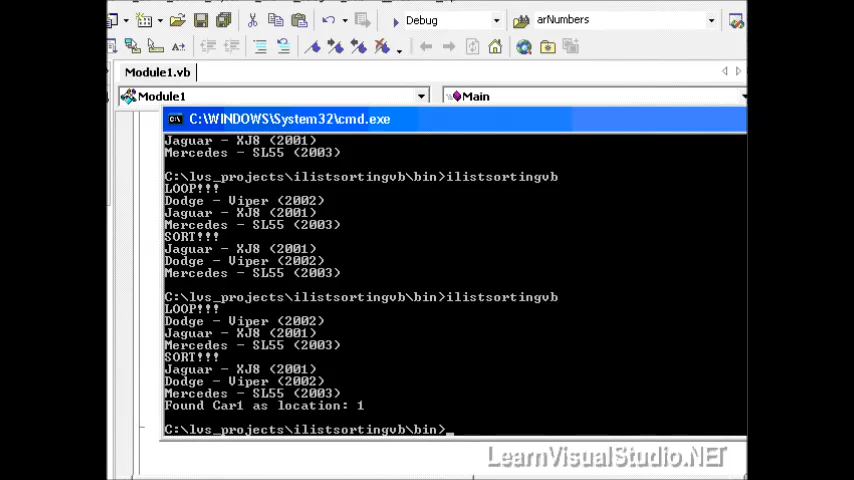 Debug
arNumbers
Module1.vb
Module1
Main
C:\WINDOWS\System32\cmd.exe
Jaguar - XJ8 (2001)
Mercedes - SL55 (2003)
C:\lvs_projects\ilistsortingvb\bin>ilistsortingvb
LOOP!!!
Dodge - Viper (2002)
Jaguar - XJ8 (2001)
Mercedes - SL55 (2003)
SORT!!!
Jaguar - XJ8 (2001)
Dodge - Viper (2002)
Mercedes - SL55 (2003)
C:\lvs_projects\ilistsortingvb\bin>ilistsortingvb
LOOP!!!
Dodge - Viper (2002)
Jaguar - XJ8 (2001)
Mercedes - SL55 (2003)
SORT!!!
Jaguar - XJ8 (2001)
Dodge - Viper (2002)
Mercedes - SL55 (2003)
Found Car1 as location: 1
C:\lvs_projects\ilistsortingvb\bin>_
LearnVisualStudio.NET